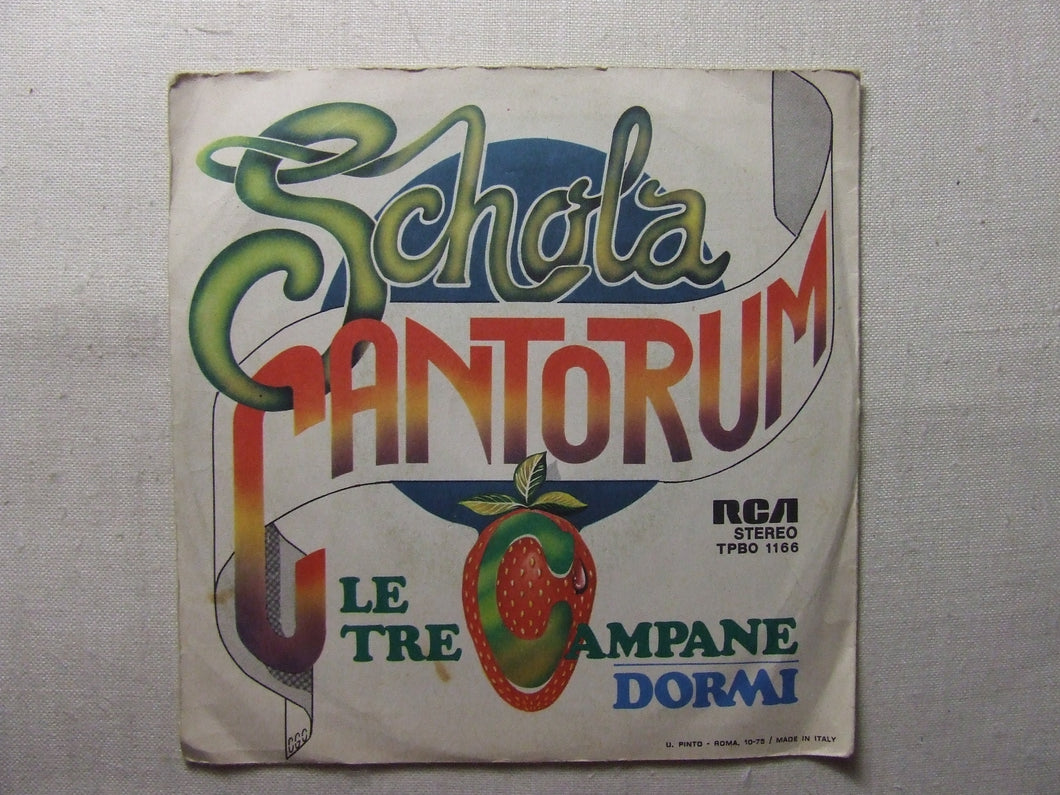 Schola
CANTORUM
RCA
STEREO
TPBO 1166
LE
TRE CAMPANE
DORMI
U. PINTO - ROMA, 10-75 / MADE IN ITALY